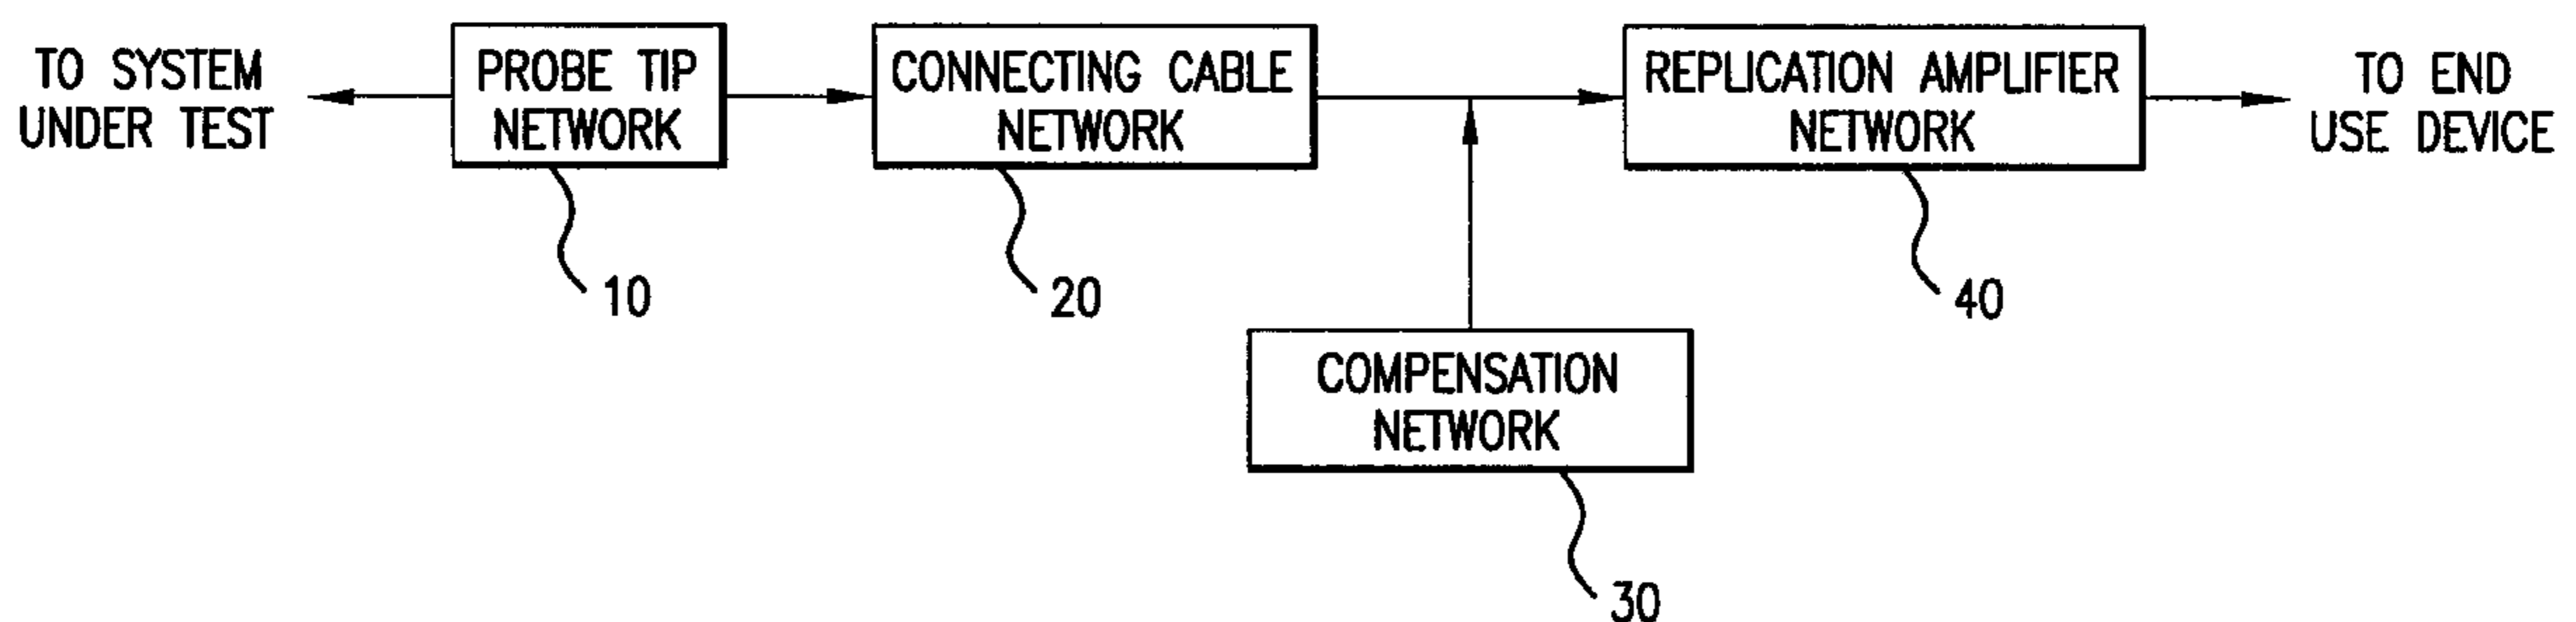 TO SYSTEM
UNDER TEST
PROBE TIP
NETWORK
CONNECTING CABLE
NETWORK
REPLICATION AMPLIFIER
NETWORK
TO END
USE DEVICE
10
20
40
COMPENSATION
NETWORK
30